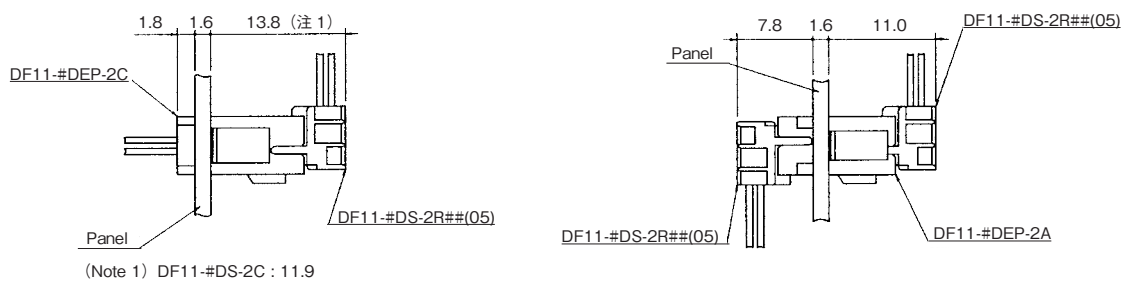 1.8 1.6 13.8（注 1）
DF11-#DEP-2C
DF11-#DS-2R##(05)
Panel
（Note 1）DF11-#DS-2C : 11.9
7.8 1.6 11.0
DF11-#DS-2R##(05)
Panel
DF11-#DS-2R##(05)
DF11-#DEP-2A